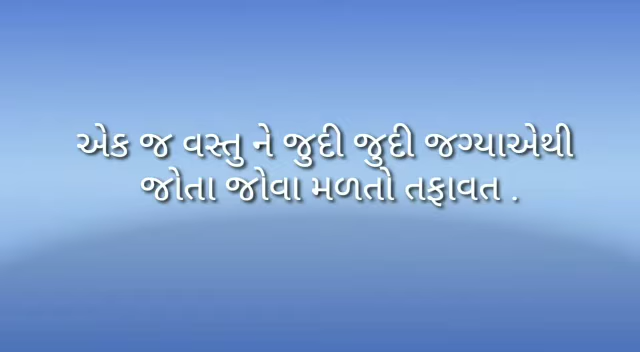 એક જ વસ્તુ ને જુદી જુદી જગ્યાએથી
જોતા જોવા મળતો તફાવત .